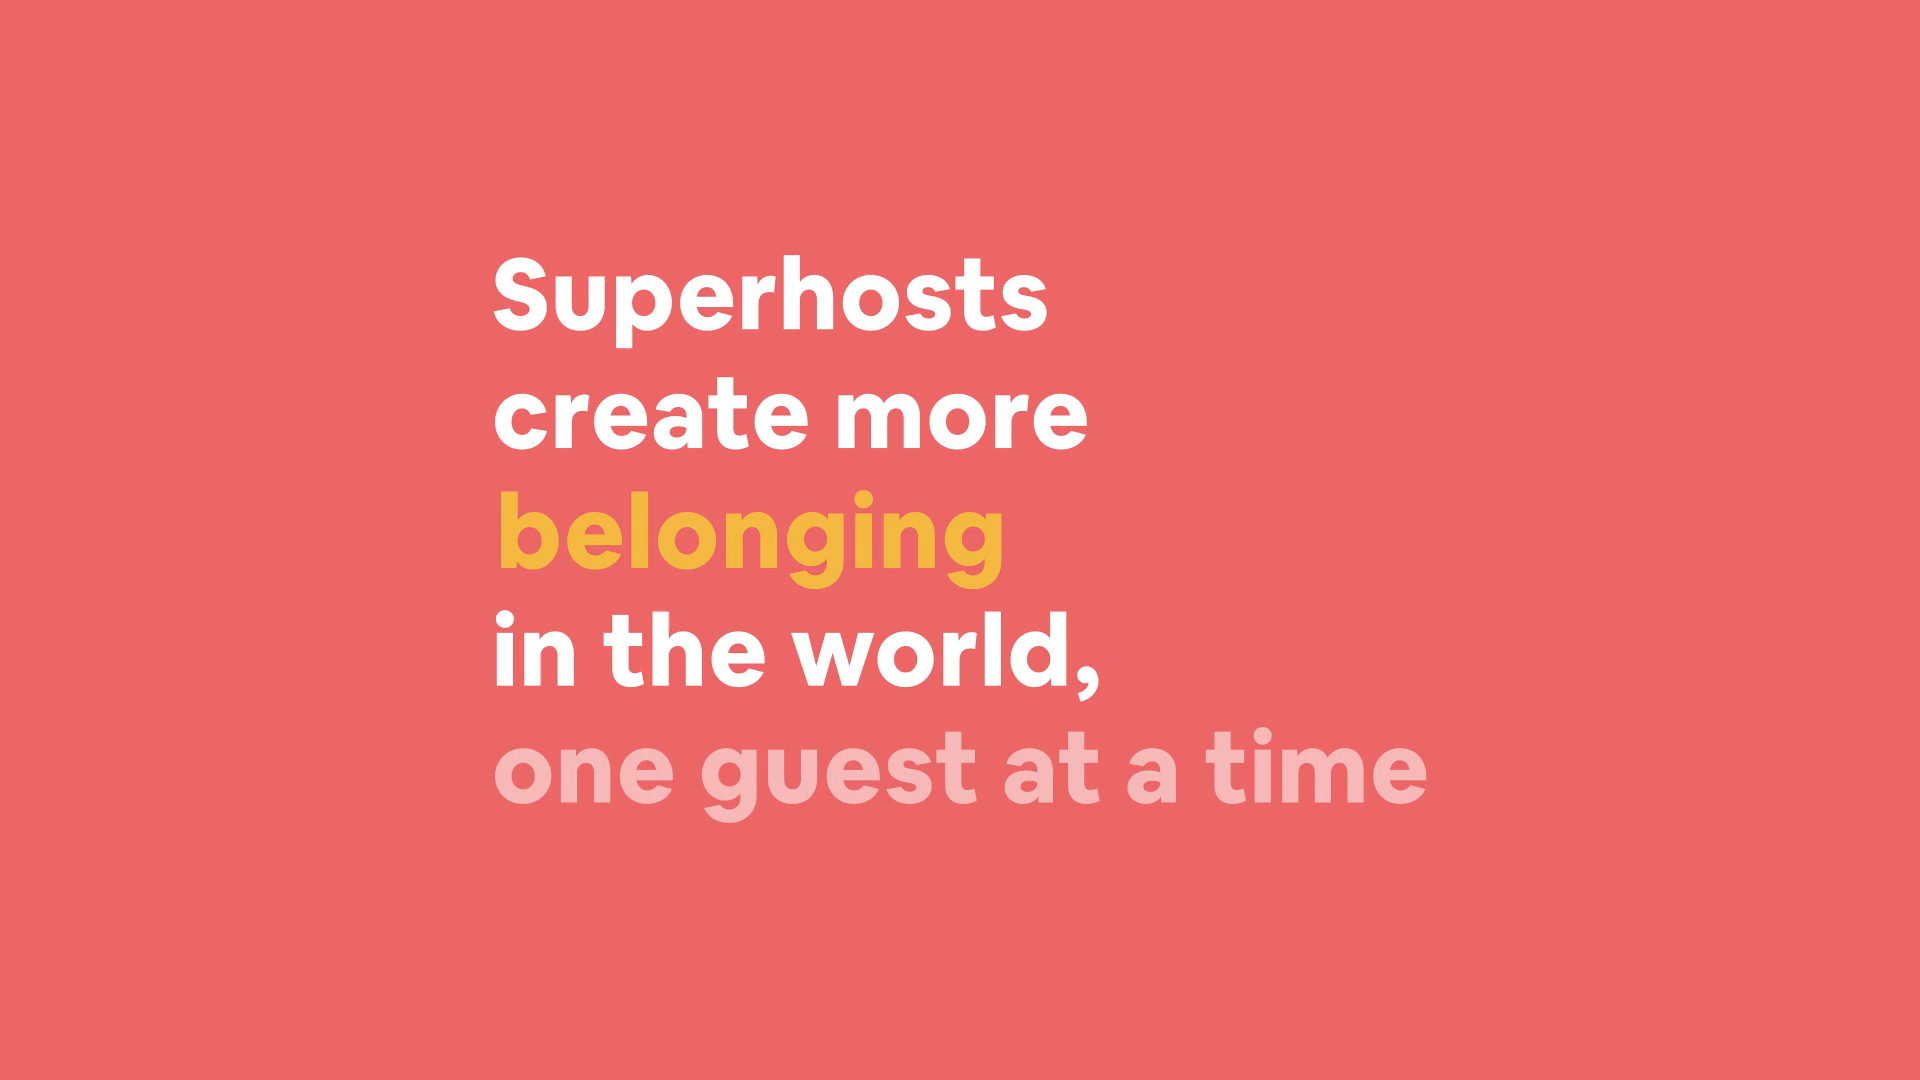 Superhosts
create more
belonging
in the world,
one guest at a time